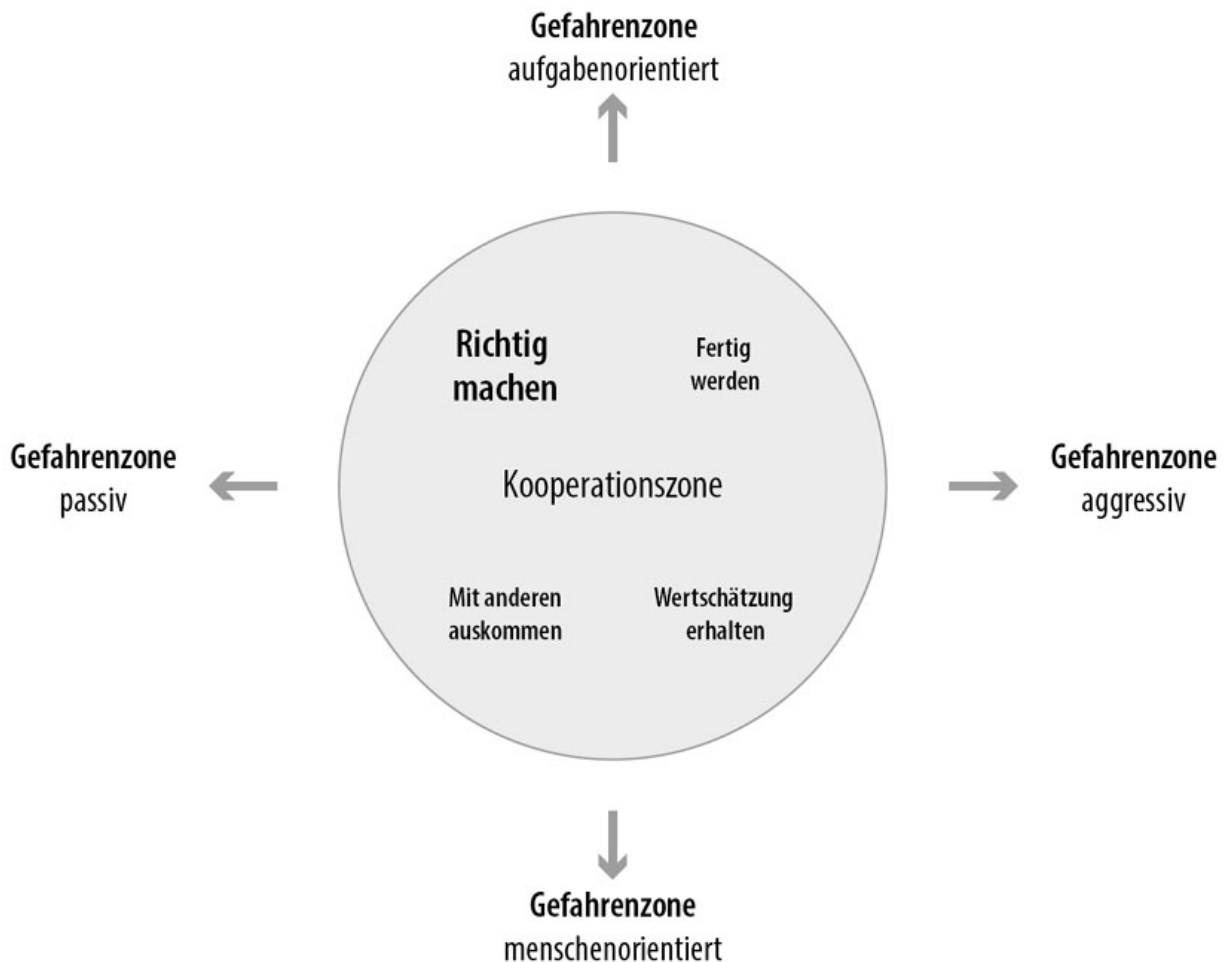 Gefahrenzone
aufgabenorientiert
Richtig
machen
Fertig
werden
Gefahrenzone
passiv
Kooperationszone
Gefahrenzone
aggressiv
Mit anderen
auskommen
Wertschätzung
erhalten
Gefahrenzone
menschenorientiert